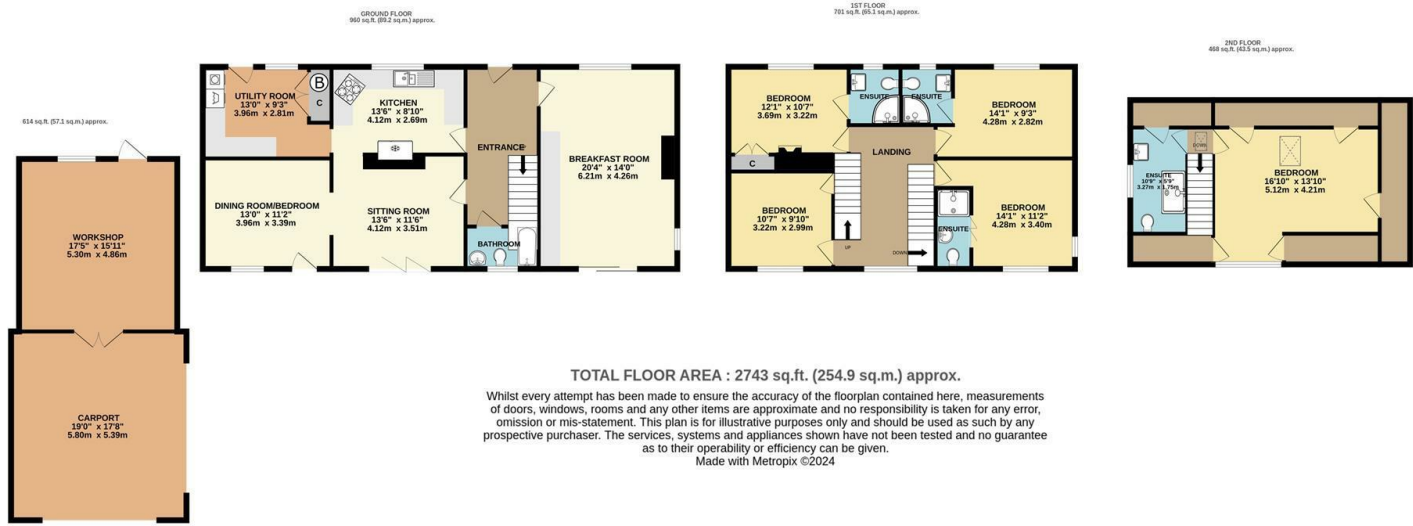 GROUND FLOOR
960 sq.ft. (89.2 sq.m.) approx.
1ST FLOOR
701 sq.ft. (65.1 sq.m.) approx.
2ND FLOOR
468 sq.ft. (43.5 sq.m.) approx.
614 sq.ft. (57.1 sq.m.) approx.
WORKSHOP
17'5" x 15'11"
5.30m x 4.86m
CARPORT
19'0" x 17'8"
5.80m x 5.39m
UTILITY ROOM
13'0" x 9'3"
3.96m x 2.81m
B
C
KITCHEN
13'6" x 8'10"
4.12m x 2.69m
ENTRANCE
BREAKFAST ROOM
20'4" x 14'0"
6.21m x 4.26m
DINING ROOM/BEDROOM
13'0" x 11'2"
3.96m x 3.39m
SITTING ROOM
13'6" x 11'6"
4.12m x 3.51m
BATHROOM
BEDROOM
12'1" x 10'7"
3.69m x 3.22m
C
ENSUITE
ENSUITE
BEDROOM
14'1" x 9'3"
4.28m x 2.82m
LANDING
BEDROOM
10'7" x 9'10"
3.22m x 2.99m
UP
DOWN
ENSUITE
BEDROOM
14'1" x 11'2"
4.28m x 3.40m
DOWN
ENSUITE
10'9" x 5'9"
3.27m x 1.75m
BEDROOM
16'10" x 13'10"
5.12m x 4.21m
TOTAL FLOOR AREA : 2743 sq.ft. (254.9 sq.m.) approx.
Whilst every attempt has been made to ensure the accuracy of the floorplan contained here, measurements
of doors, windows, rooms and any other items are approximate and no responsibility is taken for any error,
omission or mis-statement. This plan is for illustrative purposes only and should be used as such by any
prospective purchaser. The services, systems and appliances shown have not been tested and no guarantee
as to their operability or efficiency can be given.
Made with Metropix ©2024